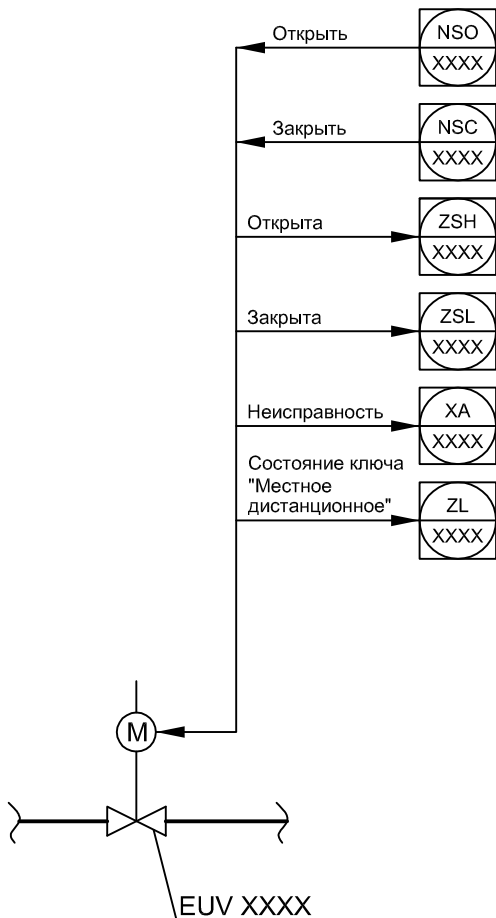 Открыть
NSO
XXXX
Закрыть
NSC
XXXX
Открыта
ZSH
XXXX
Закрыта
ZSL
XXXX
Неисправность
XA
XXXX
Состояние ключа
"Местное
дистанционное"
ZL
XXXX
M
EUV XXXX